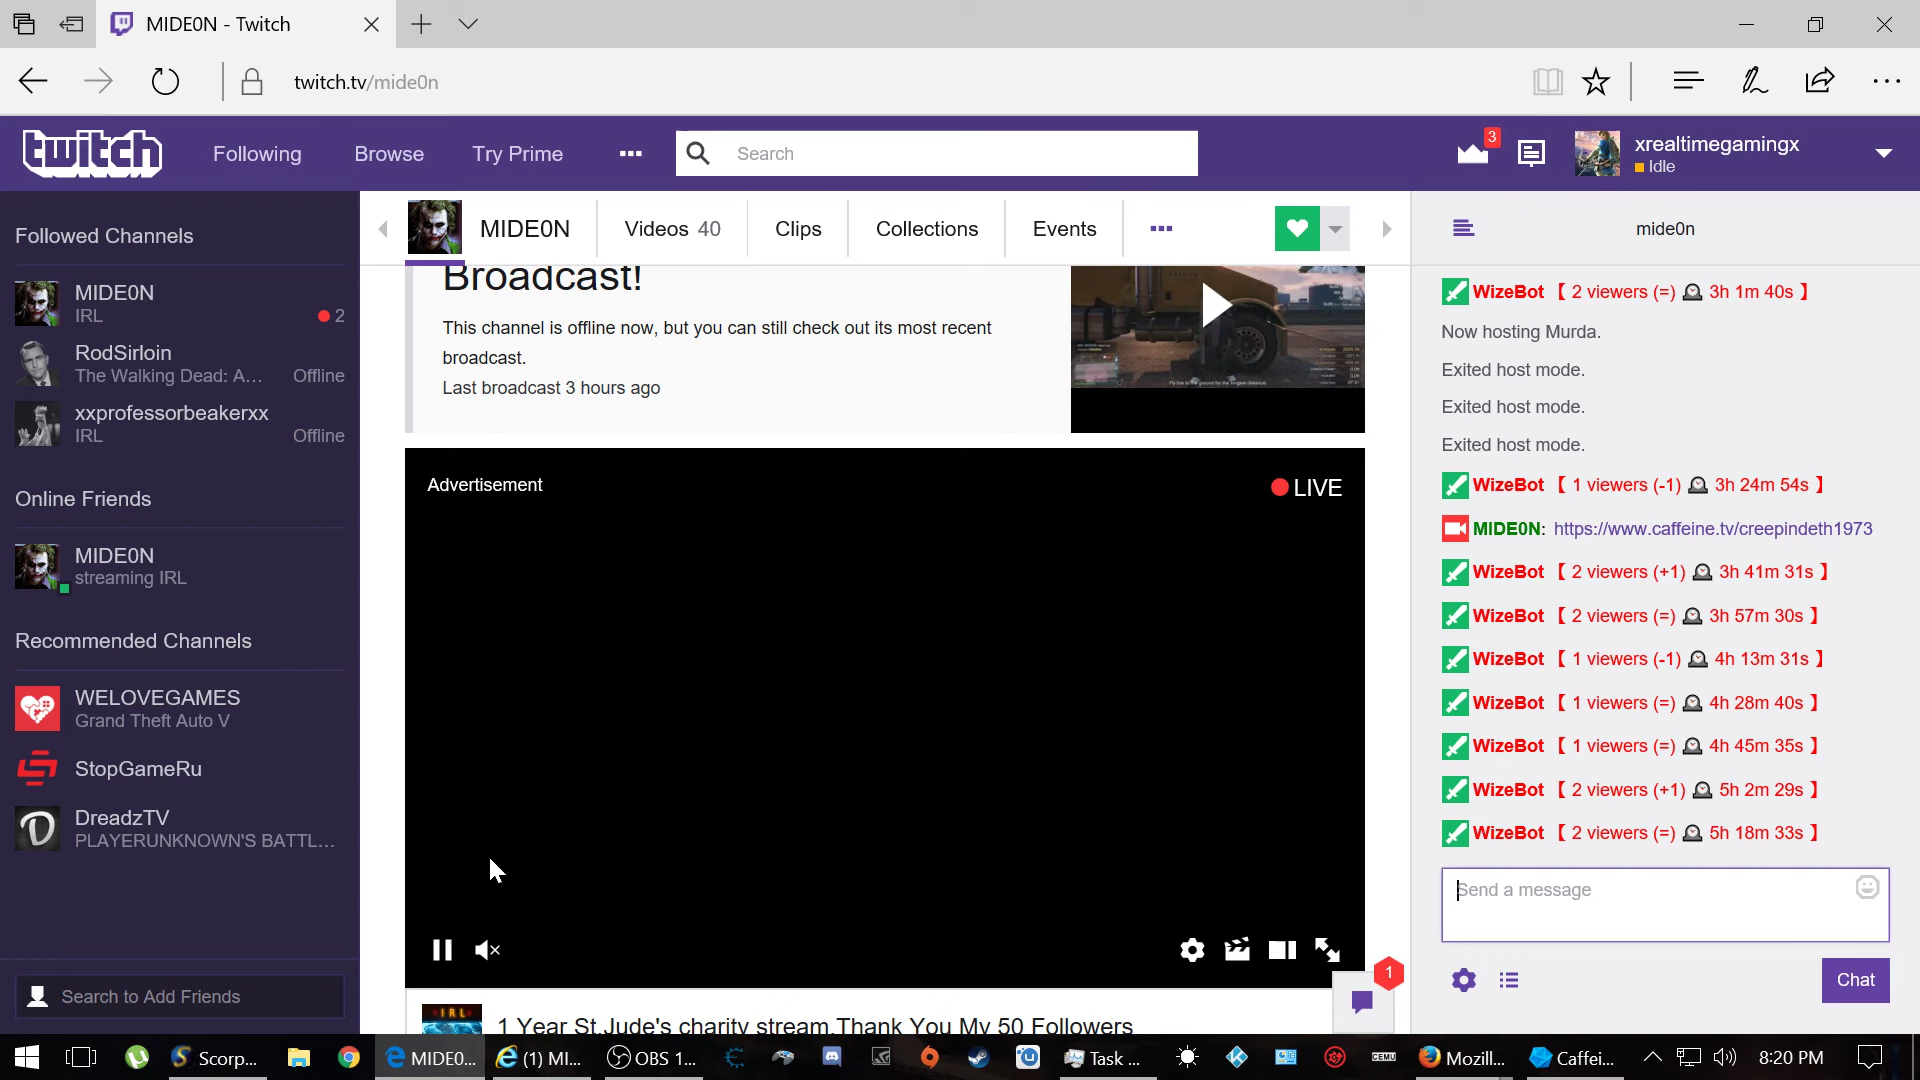 MIDE0N - Twitch
twitch.tv/mide0n
twitch
Following
Browse
Try Prime
Search
3
xrealtimegamingx
Idle
Followed Channels
MIDE0N
IRL
2
RodSirloin
The Walking Dead: A...
Offline
xxprofessorbeakerxx
IRL
Offline
Online Friends
MIDE0N
streaming IRL
Recommended Channels
WELOVEGAMES
Grand Theft Auto V
StopGameRu
DreadzTV
PLAYERUNKNOWN'S BATTL...
Search to Add Friends
MIDE0N
Videos 40
Clips
Collections
Events
Broadcast!
This channel is offline now, but you can still check out its most recent
broadcast.
Last broadcast 3 hours ago
Advertisement
LIVE
1
IRL
1 Year St.Jude's charity stream.Thank You My 50 Followers
mide0n
WizeBot 【 2 viewers (=) 🕰 3h 1m 40s 】
Now hosting Murda.
Exited host mode.
Exited host mode.
Exited host mode.
WizeBot 【 1 viewers (-1) 🕰 3h 24m 54s 】
MIDE0N: https://www.caffeine.tv/creepindeth1973
WizeBot 【 2 viewers (+1) 🕰 3h 41m 31s 】
WizeBot 【 2 viewers (=) 🕰 3h 57m 30s 】
WizeBot 【 1 viewers (-1) 🕰 4h 13m 31s 】
WizeBot 【 1 viewers (=) 🕰 4h 28m 40s 】
WizeBot 【 1 viewers (=) 🕰 4h 45m 35s 】
WizeBot 【 2 viewers (+1) 🕰 5h 2m 29s 】
WizeBot 【 2 viewers (=) 🕰 5h 18m 33s 】
Send a message
Chat
Scorp...
MIDE0...
(1) MI...
OBS 1...
Task ...
CEMU
Mozill...
Caffei...
8:20 PM